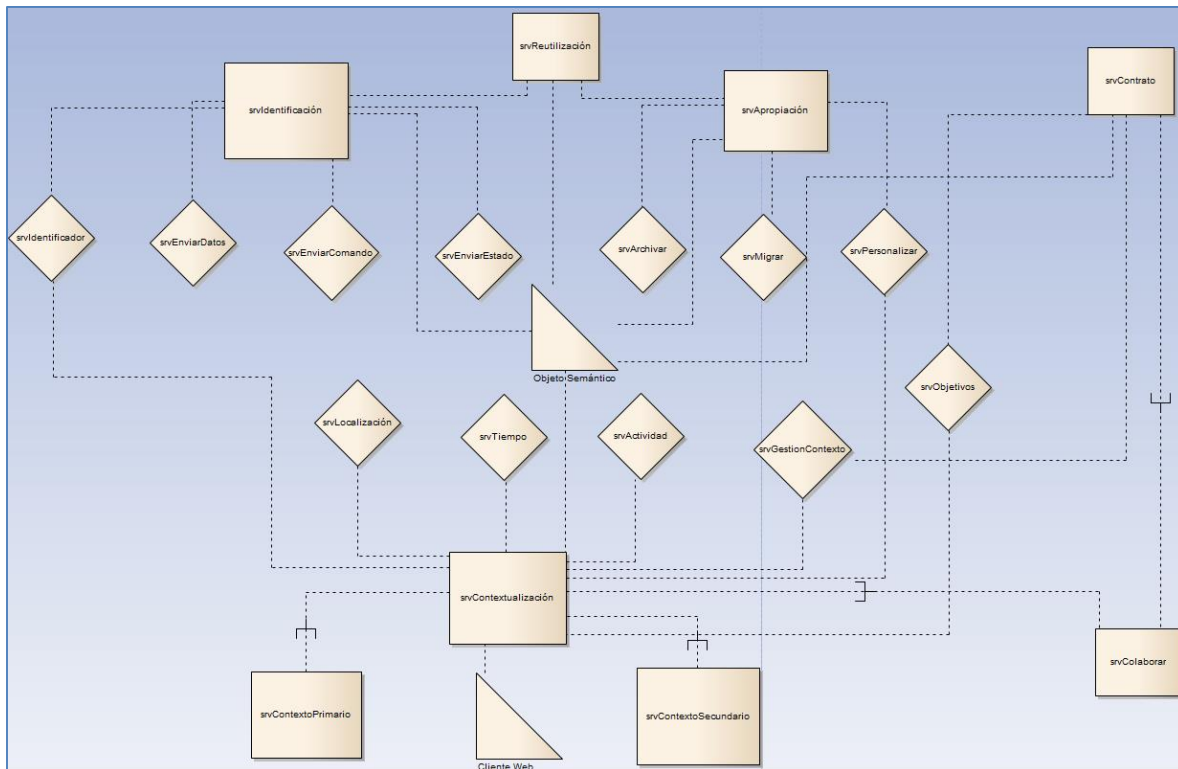 srvReutilización
srvContrato
srvIdentificación
srvApropiación
srvIdentificador
srvEnviarDatos
srvEnviarComando
srvEnviarEstado
srvArchivar
srvMigrar
srvPersonalizar
Objeto Semántico
srvObjetivos
srvLocalización
srvTiempo
srvActividad
srvGestionContexto
srvContextualización
srvColaborar
srvContextoPrimario
srvContextoSecundario
Cliente Web